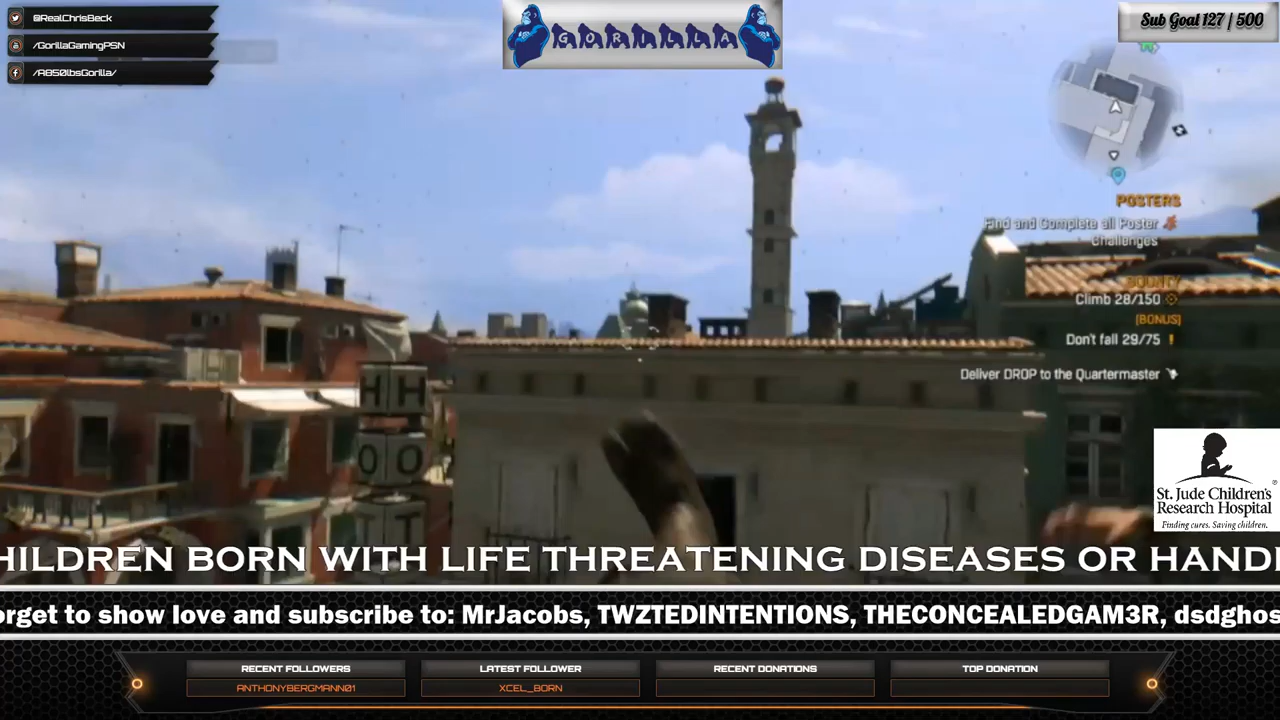 @RealChrisBeck
/GorillaGamingPSN
/A850lbsGorilla/
GORILLA
Sub Goal 127 / 500
POSTERS
Find and Complete all Poster
Challenges
BOUNTY
Climb 28/150
[BONUS]
Don't fall 29/75 !
Deliver DROP to the Quartermaster
H H
O O
T T
St. Jude Children's
Research Hospital
Finding cures. Saving children.
HILDREN BORN WITH LIFE THREATENING DISEASES OR HANDI
orget to show love and subscribe to: MrJacobs, TWZTEDINTENTIONS, THECONCEALEDGAM3R, dsdghos
RECENT FOLLOWERS
ANTHONYBERGMANN01
LATEST FOLLOWER
XCEL_BORN
RECENT DONATIONS
TOP DONATION